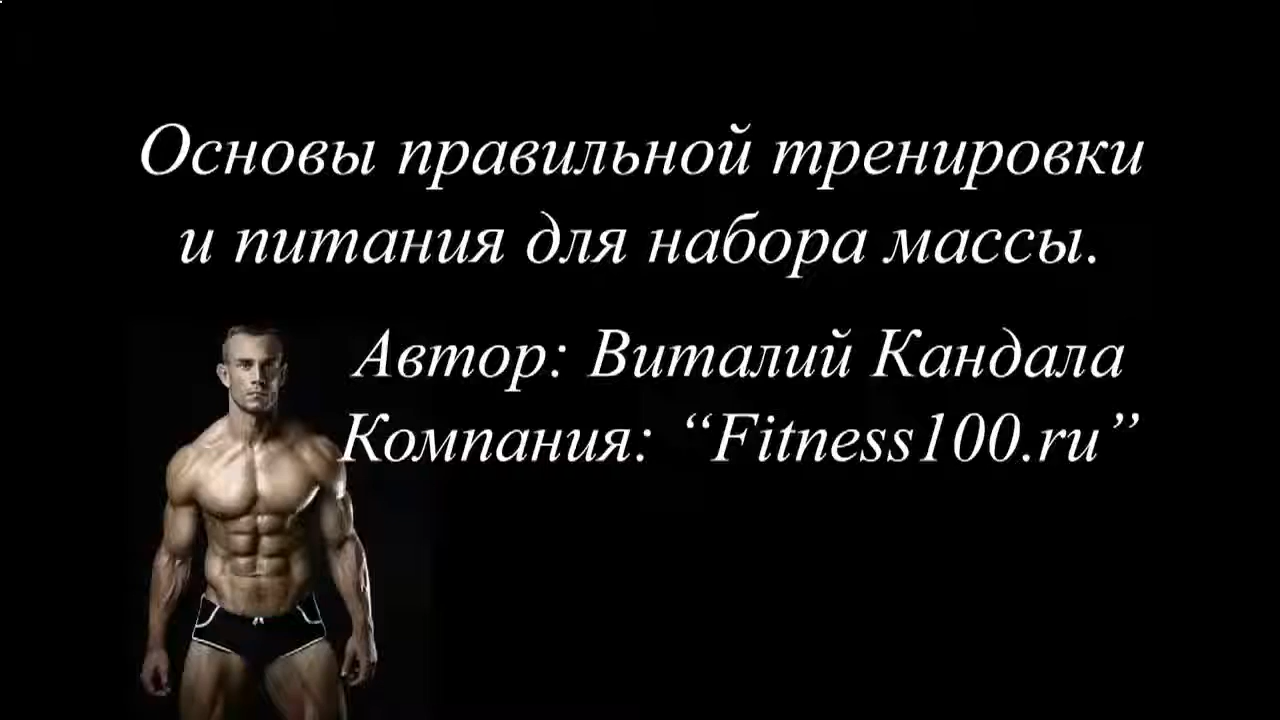 Основы правильной тренировки
и питания для набора массы.
Автор: Виталий Кандала
Компания: “Fitness100.ru”